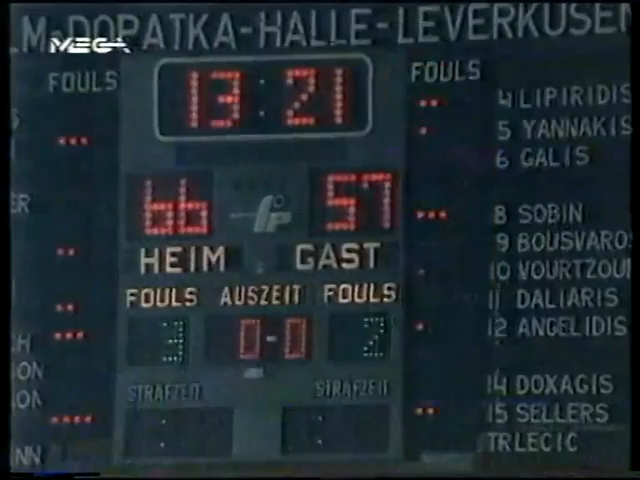 LM-DOPATKA-HALLE-LEVERKUSEN
MEGA
FOULS
13:21
FOULS
4 LIPIRIDIS
5 YANNAKIS
6 GALIS
66
57
8 SOBIN
HEIM
GAST
9 BOUSVARO
10 VOURTZOU
FOULS AUSZEIT FOULS
11 DALIARIS
3
0-0
2
12 ANGELIDIS
STRAFZEIT
STRAFZEIT
14 DOXAGIS
: :
15 SELLERS
TRLECIC